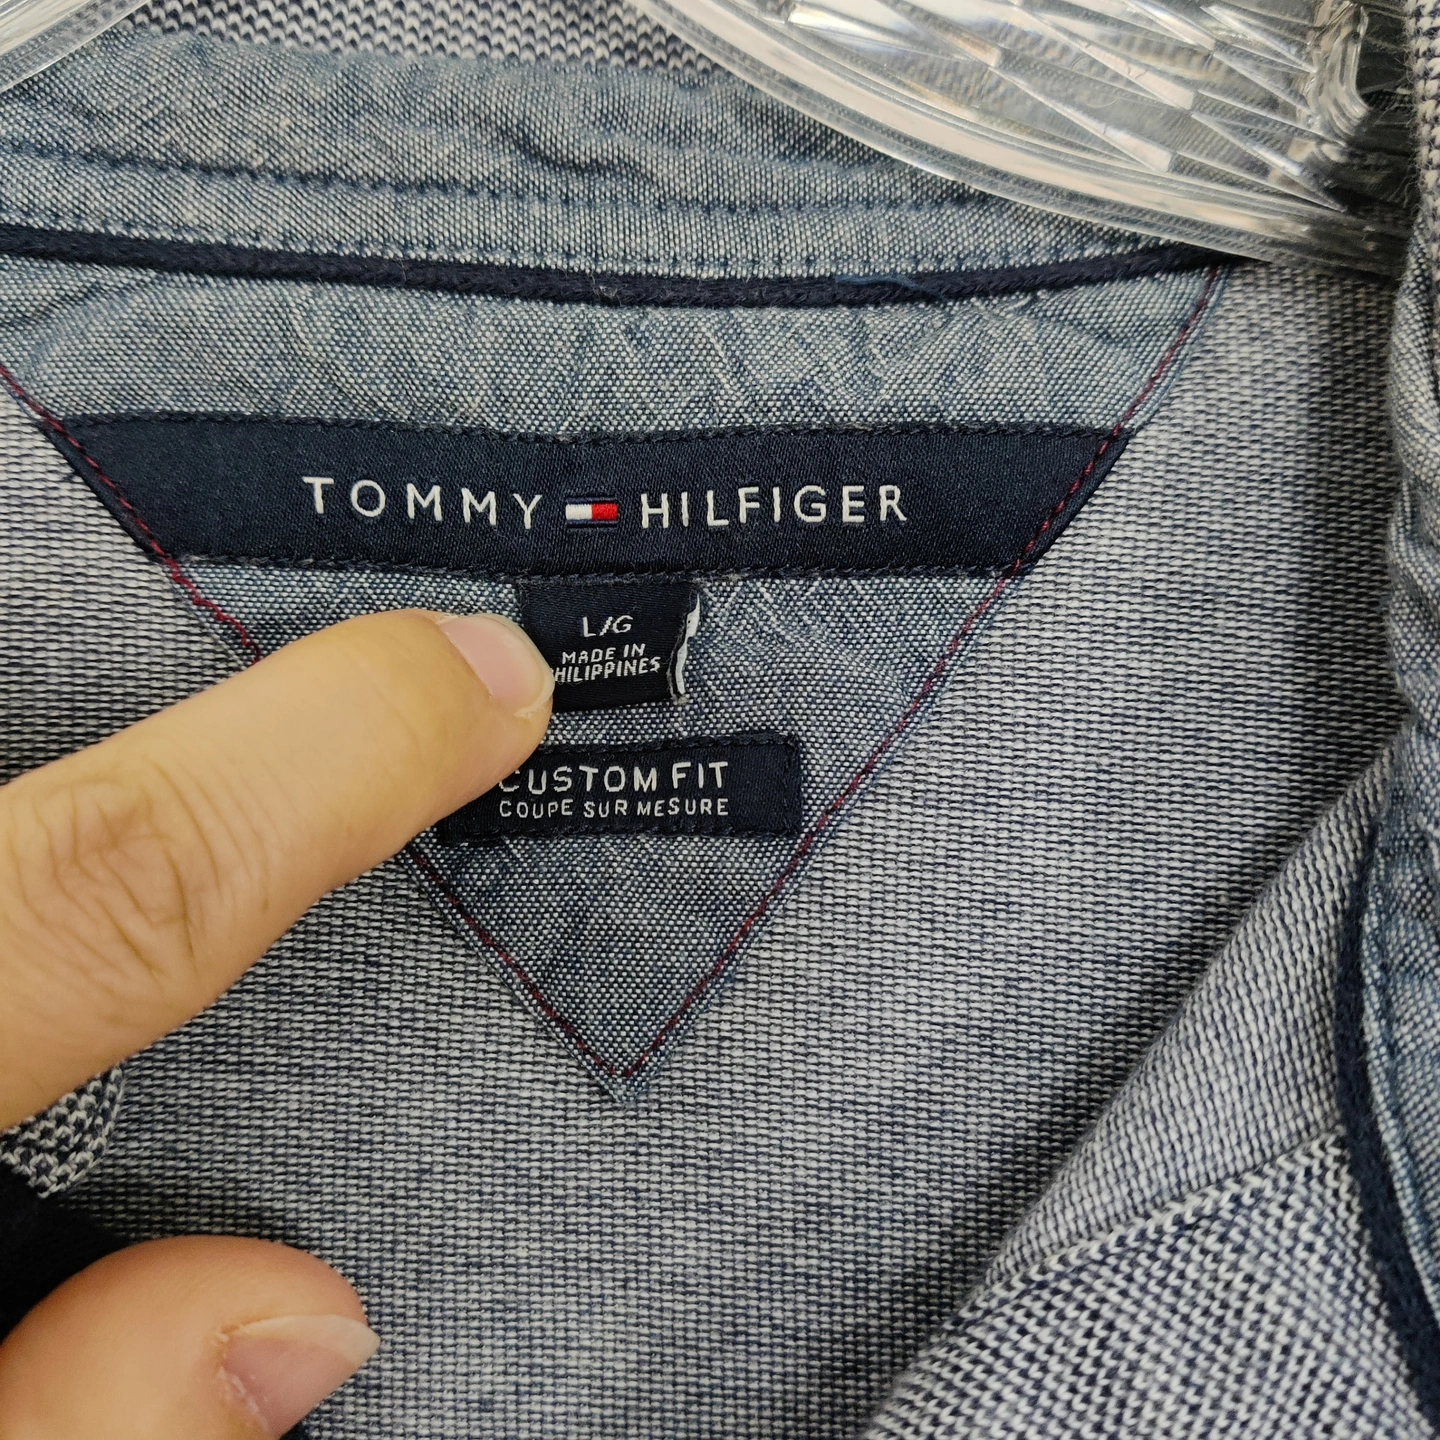 TOMMY HILFIGER
L/G
MADE IN
PHILIPPINES
CUSTOM FIT
COUPE SUR MESURE